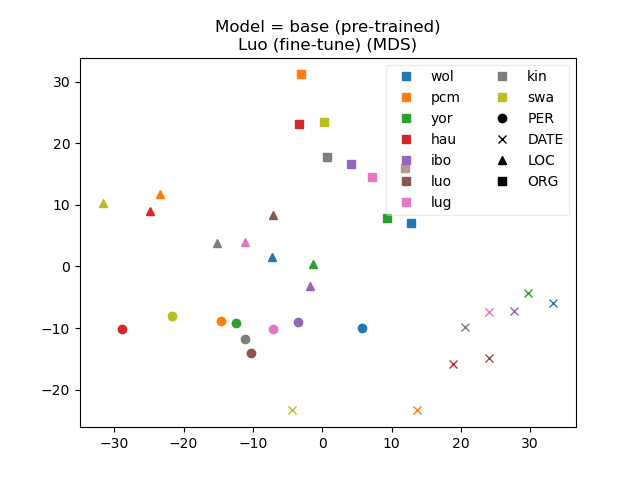 Model = base (pre-trained)
Luo (fine-tune) (MDS)
30
20
10
0
−10
−20
−30
−20
−10
0
10
20
30
wol
pcm
yor
hau
ibo
luo
lug
kin
swa
PER
DATE
LOC
ORG